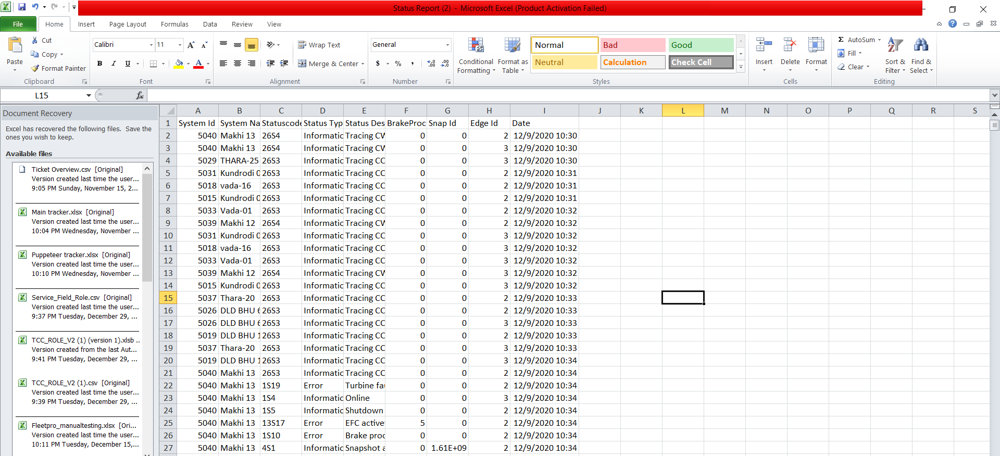 Status Report (2) - Microsoft Excel (Product Activation Failed)
File Home Insert Page Layout Formulas Data Review View
Paste
Cut
Copy
Format Painter
Clipboard
Calibri 11
B I U
Font
Wrap Text
Merge & Center
Alignment
General
$ % ,
Number
Conditional Formatting
Format as Table
Normal Bad Good
Neutral Calculation Check Cell
Styles
Insert Delete Format
Cells
Σ AutoSum
Fill
Clear
Sort & Filter
Find & Select
Editing
L15 fx
Document Recovery
Excel has recovered the following files. Save the
ones you wish to keep.
Available files
Ticket Overview.csv [Original]
Version created last time the user...
9:05 PM Sunday, November 15, 2...
Main tracker.xlsx [Original]
Version created last time the user...
10:04 PM Wednesday, November ...
Puppeteer tracker.xlsx [Original]
Version created last time the user...
10:10 PM Wednesday, November ...
Service_Field_Role.csv [Original]
Version created last time the user...
9:37 PM Tuesday, December 29, ...
TCC_ROLE_V2 (1) (version 1).xlsb ..
Version created from the last Aut...
9:41 PM Tuesday, December 29, ...
TCC_ROLE_V2 (1).csv [Original]
Version created last time the user...
9:39 PM Tuesday, December 29, ...
Fleetpro_manualtesting.xlsx [Ori...
Version created last time the user...
10:11 PM Tuesday, December 15,...
A B C D E F G H I J K L M N O P Q R S
1 System Id System Na Statuscode Status Typ Status Des BrakeProc Snap Id Edge Id Date
2 5040 Makhi 13 26S4 Informatic Tracing CW 0 0 2 12/9/2020 10:30
3 5040 Makhi 13 26S4 Informatic Tracing CW 0 0 3 12/9/2020 10:30
4 5029 THARA-25 26S3 Informatic Tracing CC 0 0 3 12/9/2020 10:30
5 5031 Kundrodi 0 26S3 Informatic Tracing CC 0 0 2 12/9/2020 10:31
6 5018 vada-16 26S3 Informatic Tracing CC 0 0 2 12/9/2020 10:31
7 5015 Kundrodi 0 26S3 Informatic Tracing CC 0 0 2 12/9/2020 10:31
8 5033 Vada-01 26S3 Informatic Tracing CC 0 0 2 12/9/2020 10:32
9 5039 Makhi 12 26S4 Informatic Tracing CW 0 0 2 12/9/2020 10:32
10 5031 Kundrodi 0 26S3 Informatic Tracing CC 0 0 3 12/9/2020 10:32
11 5018 vada-16 26S3 Informatic Tracing CC 0 0 3 12/9/2020 10:32
12 5033 Vada-01 26S3 Informatic Tracing CC 0 0 3 12/9/2020 10:32
13 5039 Makhi 12 26S4 Informatic Tracing CW 0 0 3 12/9/2020 10:32
14 5015 Kundrodi 0 26S3 Informatic Tracing CC 0 0 3 12/9/2020 10:32
15 5037 Thara-20 26S3 Informatic Tracing CC 0 0 2 12/9/2020 10:33
16 5026 DLD BHU 6 26S3 Informatic Tracing CC 0 0 2 12/9/2020 10:33
17 5026 DLD BHU 6 26S3 Informatic Tracing CC 0 0 3 12/9/2020 10:33
18 5019 DLD BHU 1 26S3 Informatic Tracing CC 0 0 2 12/9/2020 10:33
19 5037 Thara-20 26S3 Informatic Tracing CC 0 0 3 12/9/2020 10:33
20 5019 DLD BHU 1 26S3 Informatic Tracing CC 0 0 3 12/9/2020 10:34
21 5040 Makhi 13 26S3 Informatic Tracing CC 0 0 2 12/9/2020 10:34
22 5040 Makhi 13 1S19 Error Turbine fau 0 0 2 12/9/2020 10:34
23 5040 Makhi 13 1S4 Informatic Online 0 0 3 12/9/2020 10:34
24 5040 Makhi 13 1S5 Informatic Shutdown 0 0 2 12/9/2020 10:34
25 5040 Makhi 13 13S17 Error EFC active 5 0 2 12/9/2020 10:34
26 5040 Makhi 13 1S10 Error Brake proc 0 0 2 12/9/2020 10:34
27 5040 Makhi 13 4S1 Informatic Snapshot a 0 1.61E+09 2 12/9/2020 10:34